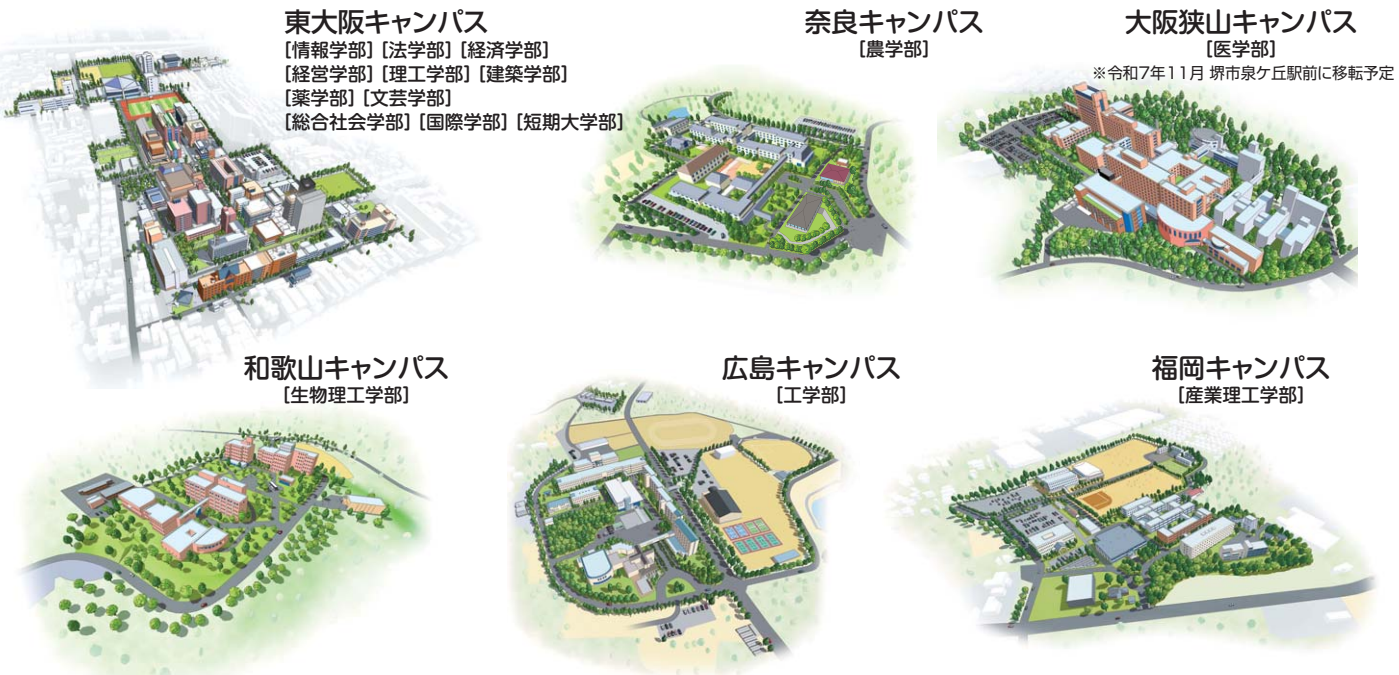 東大阪キャンパス
[情報学部] [法学部] [経済学部]
[経営学部] [理工学部] [建築学部]
[薬学部] [文芸学部]
[総合社会学部] [国際学部] [短期大学部]
奈良キャンパス
[農学部]
大阪狭山キャンパス
[医学部]
※令和7年11月 堺市泉ケ丘駅前に移転予定
和歌山キャンパス
[生物理工学部]
広島キャンパス
[工学部]
福岡キャンパス
[産業理工学部]